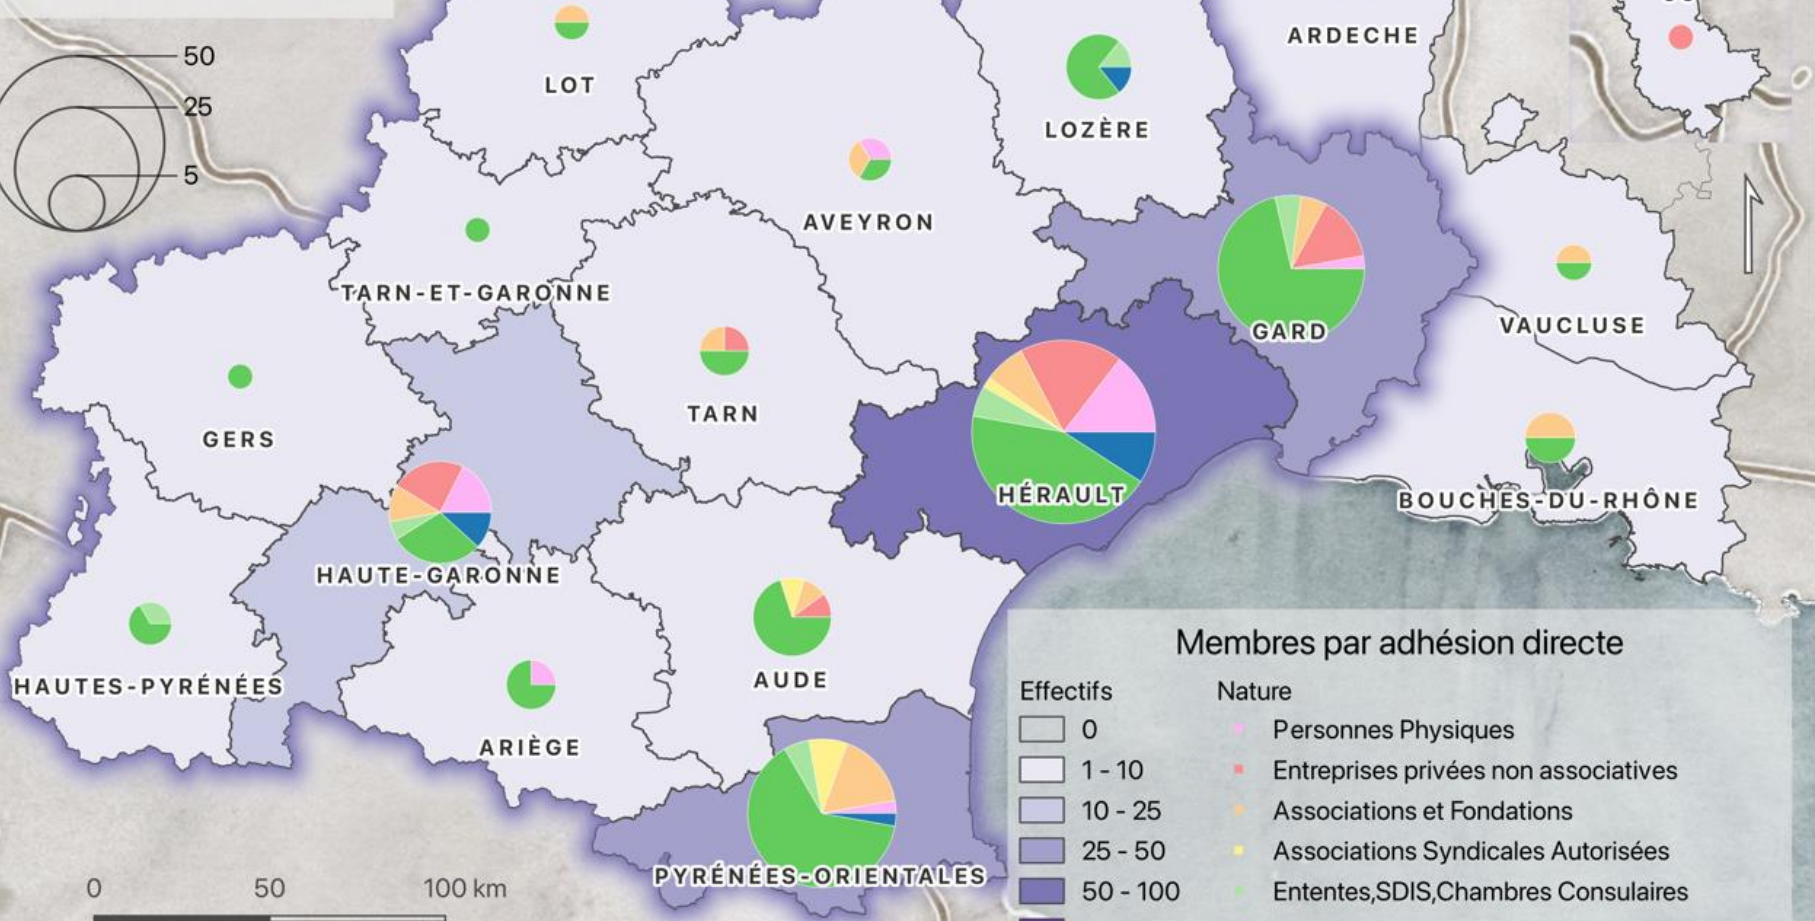 ARDECHE
50
LOT
25
LOZÈRE
5
AVEYRON
TARN-ET-GARONNE
VAUCLUSE
GARD
TARN
GERS
HÉRAULT
BOUCHES-DU-RHÔNE
HAUTE-GARONNE
HAUTES-PYRÉNÉES
AUDE
ARIÈGE
PYRÉNÉES-ORIENTALES
0 50 100 km
Membres par adhésion directe
Effectifs
0
1 - 10
10 - 25
25 - 50
50 - 100
Nature
Personnes Physiques
Entreprises privées non associatives
Associations et Fondations
Associations Syndicales Autorisées
Ententes,SDIS,Chambres Consulaires